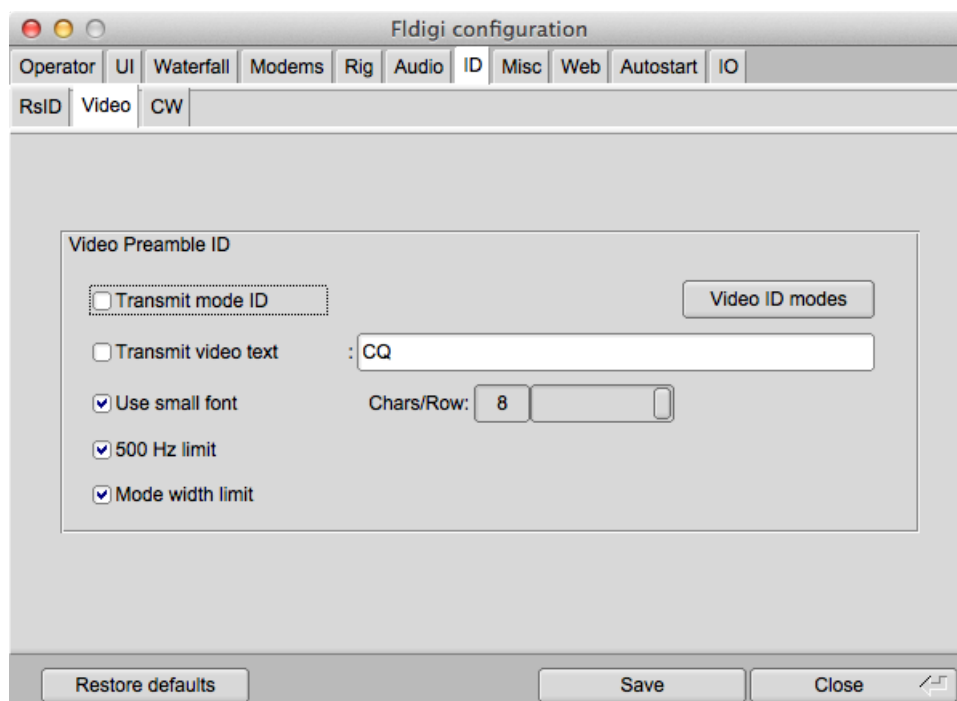 Fldigi configuration
Operator UI Waterfall Modems Rig Audio ID Misc Web Autostart IO
RsID Video CW
Video Preamble ID
Transmit mode ID Video ID modes
Transmit video text : CQ
Use small font Chars/Row: 8
500 Hz limit
Mode width limit
Restore defaults Save Close